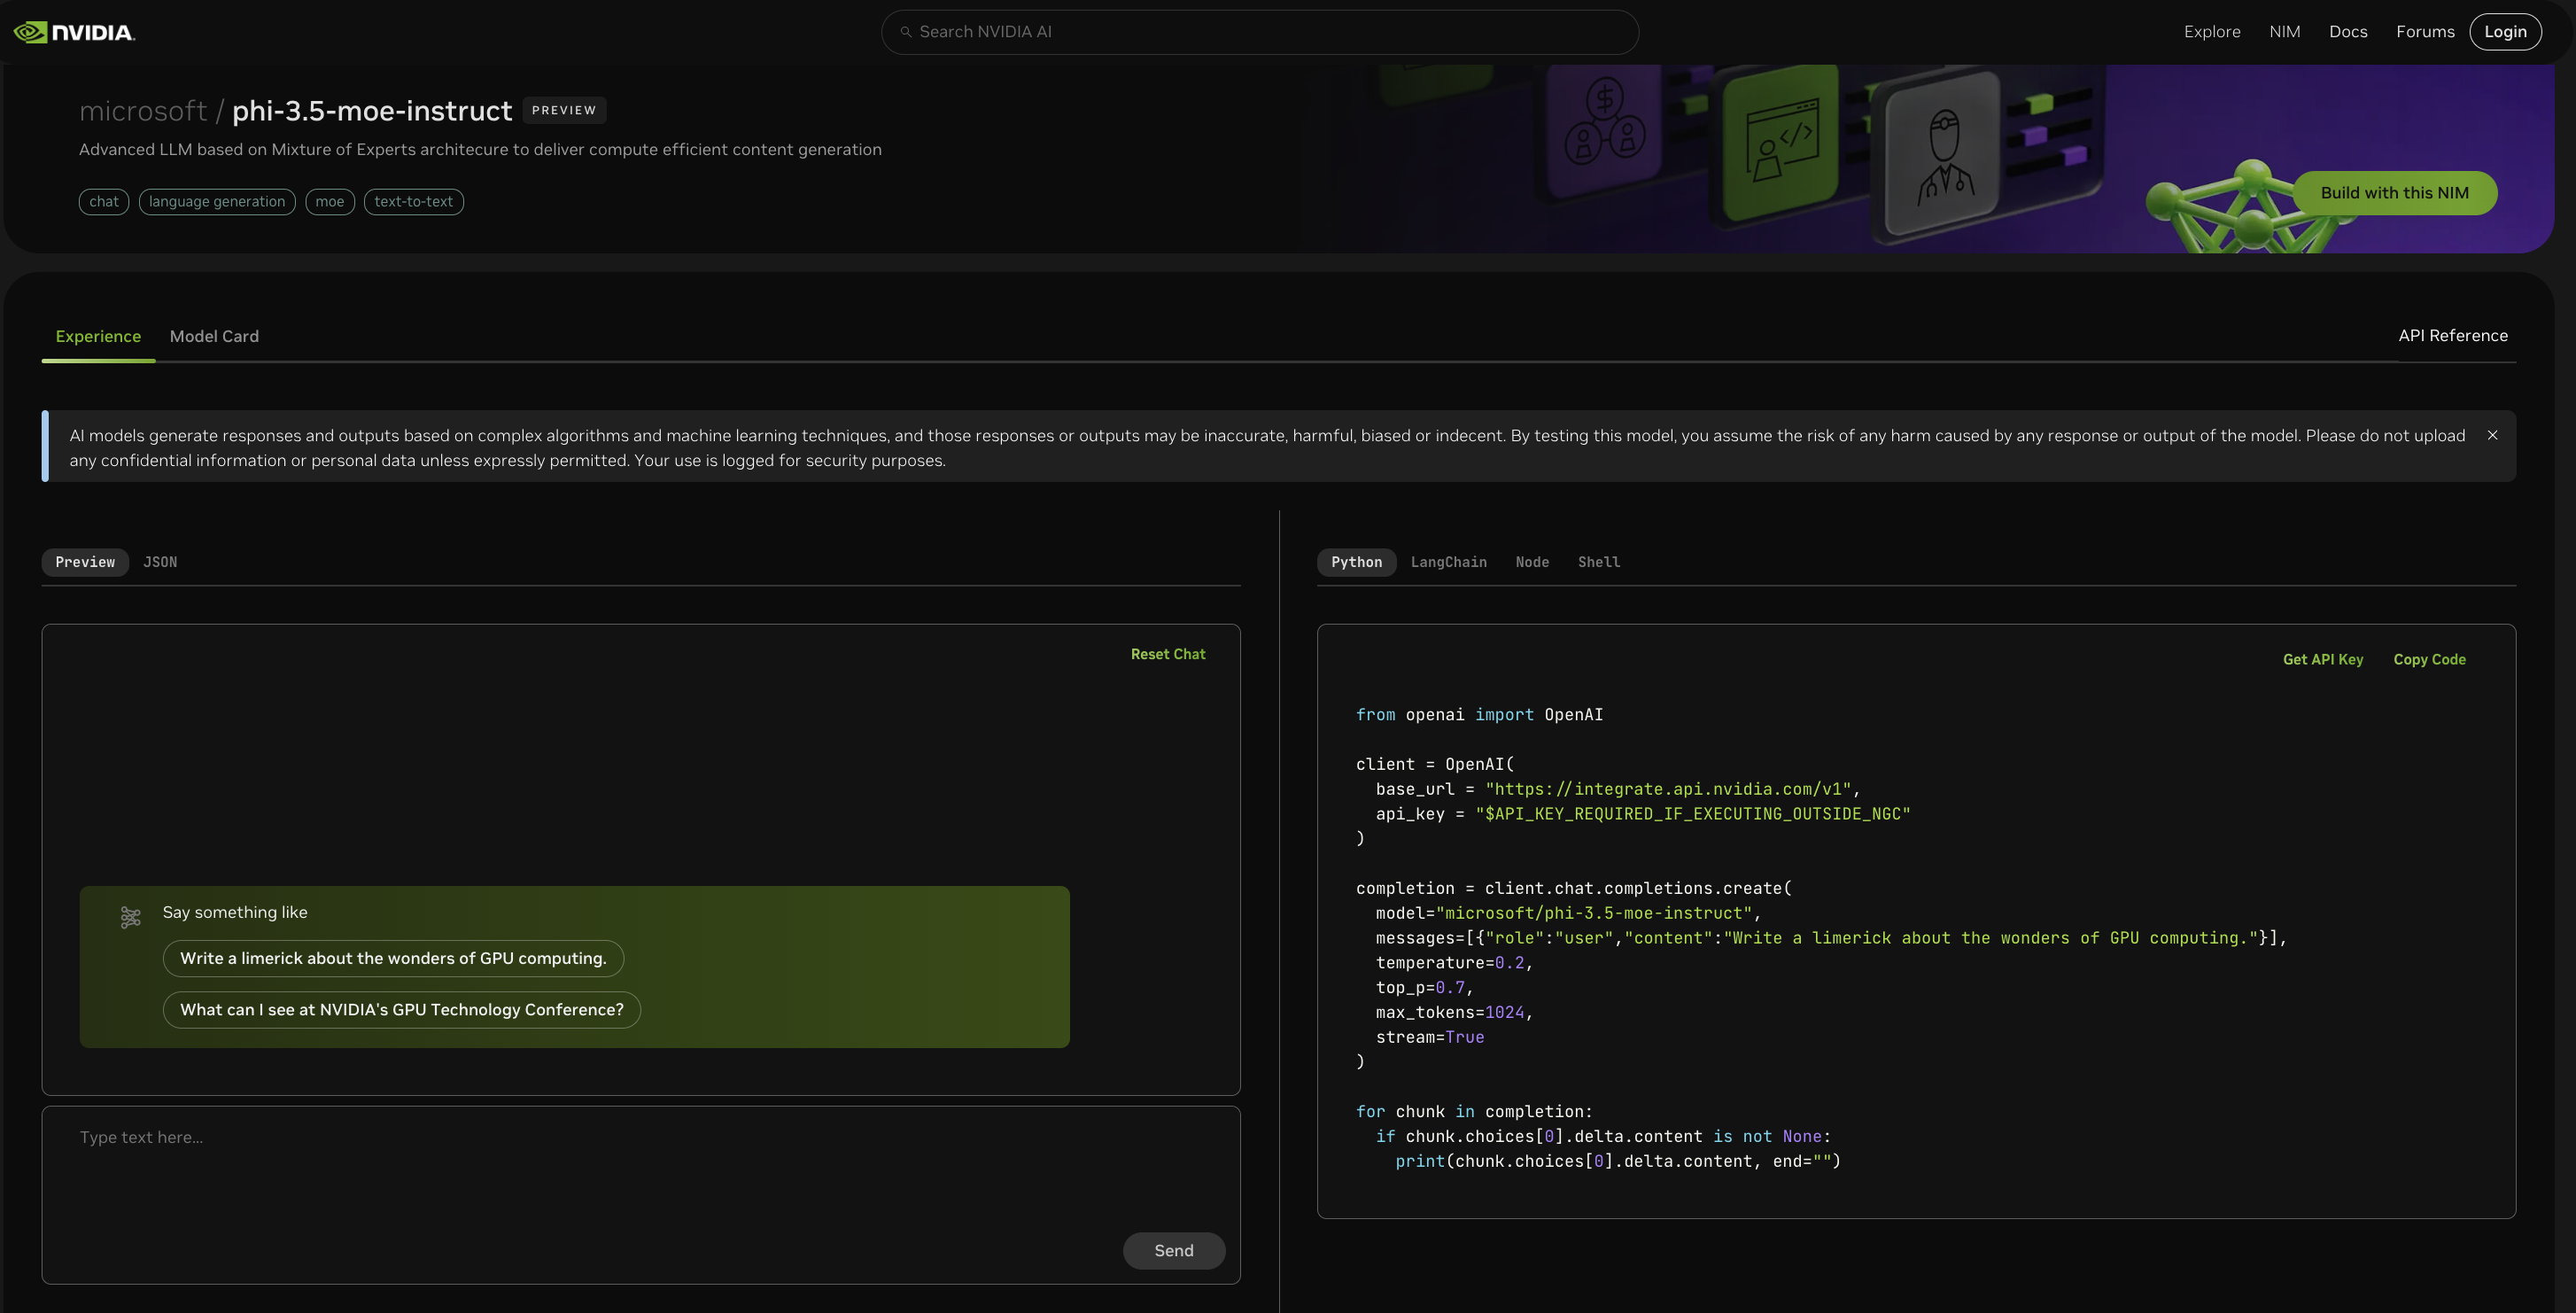 NVIDIA.
Search NVIDIA AI
Explore NIM Docs Forums Login
microsoft / phi-3.5-moe-instruct PREVIEW
Advanced LLM based on Mixture of Experts architecure to deliver compute efficient content generation
chat language generation moe text-to-text
Build with this NIM
Experience Model Card API Reference
AI models generate responses and outputs based on complex algorithms and machine learning techniques, and those responses or outputs may be inaccurate, harmful, biased or indecent. By testing this model, you assume the risk of any harm caused by any response or output of the model. Please do not upload
any confidential information or personal data unless expressly permitted. Your use is logged for security purposes.
Preview JSON
Reset Chat
Say something like
Write a limerick about the wonders of GPU computing.
What can I see at NVIDIA's GPU Technology Conference?
Type text here...
Send
Python LangChain Node Shell
Get API Key Copy Code
from openai import OpenAI
client = OpenAI(
  base_url = "https://integrate.api.nvidia.com/v1",
  api_key = "$API_KEY_REQUIRED_IF_EXECUTING_OUTSIDE_NGC"
)
completion = client.chat.completions.create(
  model="microsoft/phi-3.5-moe-instruct",
  messages=[{"role":"user","content":"Write a limerick about the wonders of GPU computing."}],
  temperature=0.2,
  top_p=0.7,
  max_tokens=1024,
  stream=True
)
for chunk in completion:
  if chunk.choices[0].delta.content is not None:
    print(chunk.choices[0].delta.content, end="")